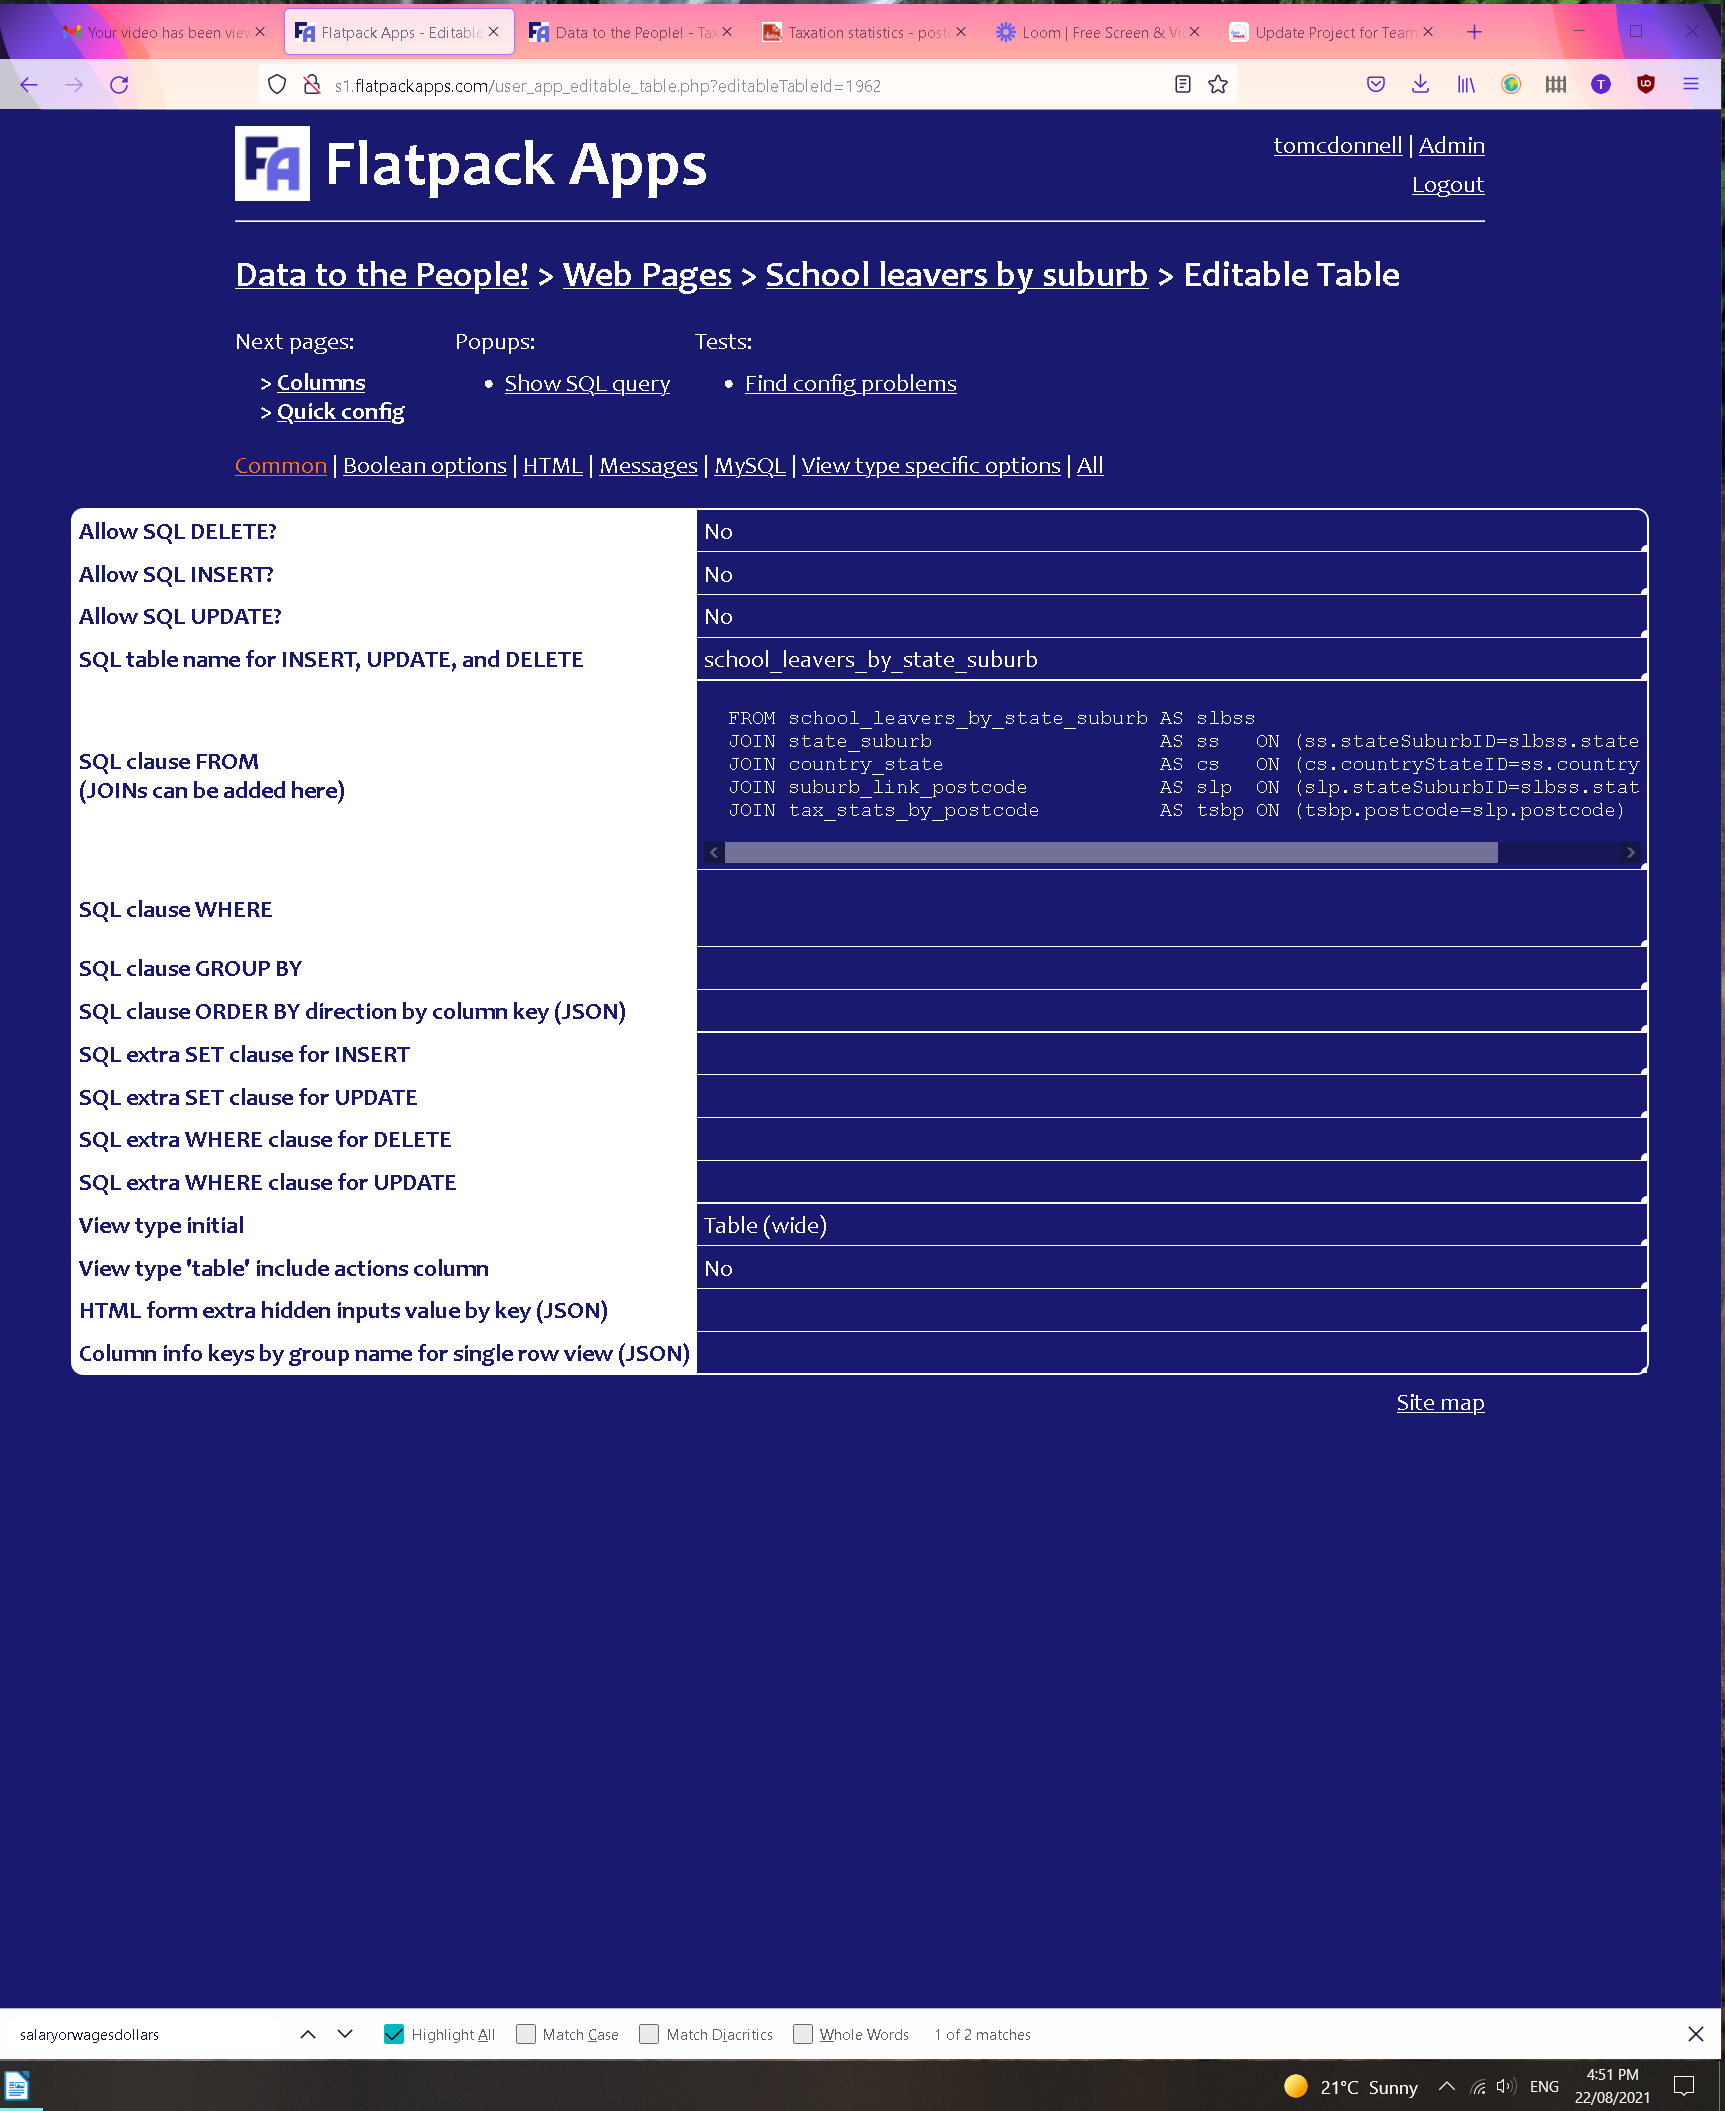 Your video has been view
Flatpack Apps - Editable
Data to the People! - Tax
Taxation statistics - postc
Loom | Free Screen & Vid
Update Project for Team
s1.flatpackapps.com/user_app_editable_table.php?editableTableId=1962
FA Flatpack Apps
tomcdonnell | Admin
Logout
Data to the People! > Web Pages > School leavers by suburb > Editable Table
Next pages:
> Columns
> Quick config
Popups:
• Show SQL query
Tests:
• Find config problems
Common | Boolean options | HTML | Messages | MySQL | View type specific options | All
Allow SQL DELETE? No
Allow SQL INSERT? No
Allow SQL UPDATE? No
SQL table name for INSERT, UPDATE, and DELETE school_leavers_by_state_suburb
SQL clause FROM
(JOINs can be added here)
FROM school_leavers_by_state_suburb AS slbss
JOIN state_suburb AS ss ON (ss.stateSuburbID=slbss.state
JOIN country_state AS cs ON (cs.countryStateID=ss.country
JOIN suburb_link_postcode AS slp ON (slp.stateSuburbID=slbss.stat
JOIN tax_stats_by_postcode AS tsbp ON (tsbp.postcode=slp.postcode)
SQL clause WHERE
SQL clause GROUP BY
SQL clause ORDER BY direction by column key (JSON)
SQL extra SET clause for INSERT
SQL extra SET clause for UPDATE
SQL extra WHERE clause for DELETE
SQL extra WHERE clause for UPDATE
View type initial Table (wide)
View type 'table' include actions column No
HTML form extra hidden inputs value by key (JSON)
Column info keys by group name for single row view (JSON)
Site map
salaryorwagesdollars Highlight All Match Case Match Diacritics Whole Words 1 of 2 matches
21°C Sunny ENG 4:51 PM
22/08/2021